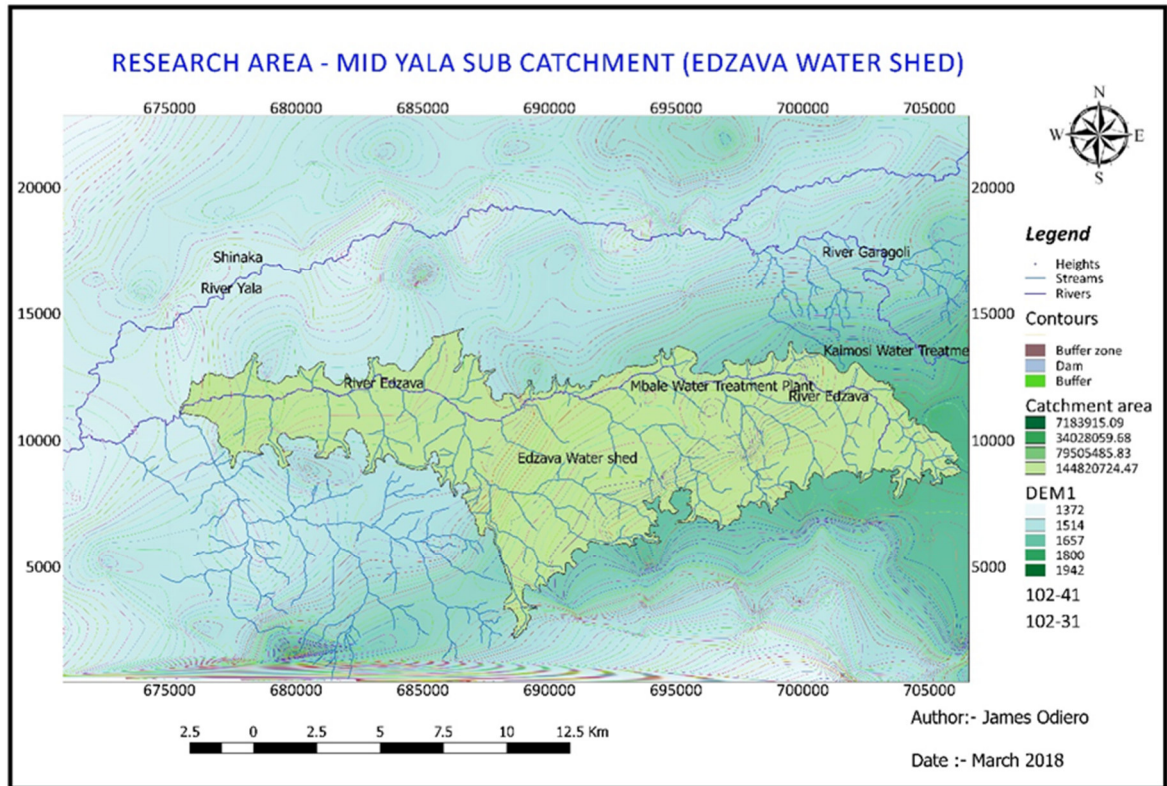 RESEARCH AREA - MID YALA SUB CATCHMENT (EDZAVA WATER SHED)
675000 680000 685000 690000 695000 700000 705000
N
W E
S
20000 20000
15000 15000
10000 10000
5000 5000
Shinaka
River Yala
River Garagoli
Kaimosi Water Treatme
River Edzava
Mbale Water Treatment Plant
River Edzava
Edzava Water shed
675000 680000 685000 690000 695000 700000 705000
Legend
Heights
Streams
Rivers
Contours
Buffer zone
Dam
Buffer
Catchment area
7183915.09
34028059.68
79505485.83
144820724.47
DEM1
1372
1514
1657
1800
1942
102-41
102-31
2.5 0 2.5 5 7.5 10 12.5 Km
Author:- James Odiero
Date :- March 2018